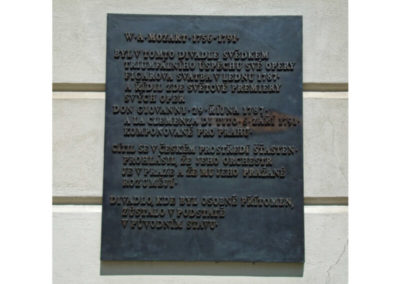 W·A·MOZART·1756·1791·
BYL V TOMTO DIVADLE SVĚDKEM
TRIUMFÁLNÍHO ÚSPĚCHU SVÉ OPERY
FIGAROVA SVATBA V LEDNU 1787·
A ŘÍDIL ZDE SVĚTOVÉ PREMIÉRY
SVÝCH OPER
DON GIOVANNI·29·ŘÍJNA 1787·
A LA CLEMENZA DI TITO·6·ZÁŘÍ 1791·
KOMPONOVANÉ PRO PRAHU·
CÍTIL SE V ČESKÉM PROSTŘEDÍ ŠŤASTEN·
PROHLÁSIL, ŽE JEHO ORCHESTR
JE V PRAZE A ŽE MU JEHO PRAŽANÉ
ROZUMĚJÍ·
DIVADLO, KDE BYL OSOBNĚ PŘÍTOMEN,
ZŮSTALO V PODSTATĚ
V PŮVODNÍM STAVU·